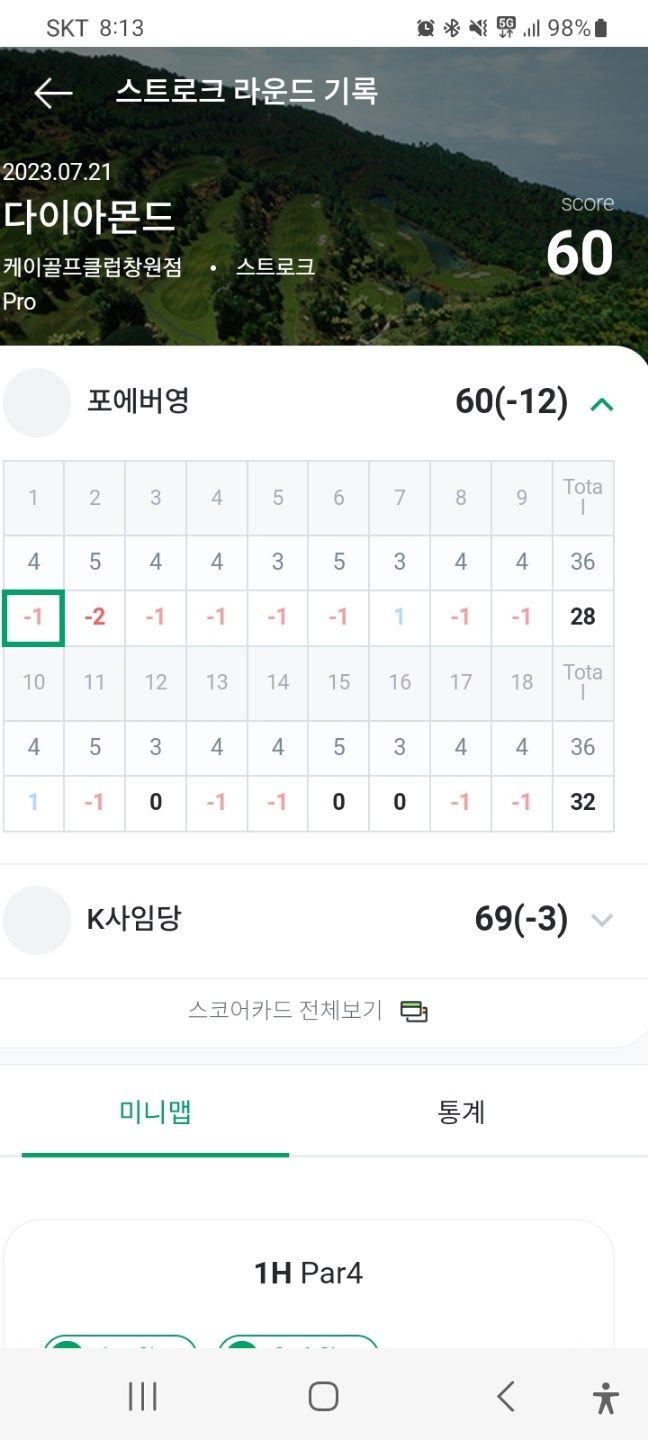 SKT 8:13 5G 98%
스트로크 라운드 기록
2023.07.21
다이아몬드
score
60
케이골프클럽창원점 • 스트로크
Pro
포에버영 60(-12)
1 2 3 4 5 6 7 8 9 Tota
l
4 5 4 4 3 5 3 4 4 36
-1 -2 -1 -1 -1 -1 1 -1 -1 28
10 11 12 13 14 15 16 17 18 Tota
l
4 5 3 4 4 5 3 4 4 36
1 -1 0 -1 -1 0 0 -1 -1 32
K사임당 69(-3)
스코어카드 전체보기
미니맵 통계
1H Par4